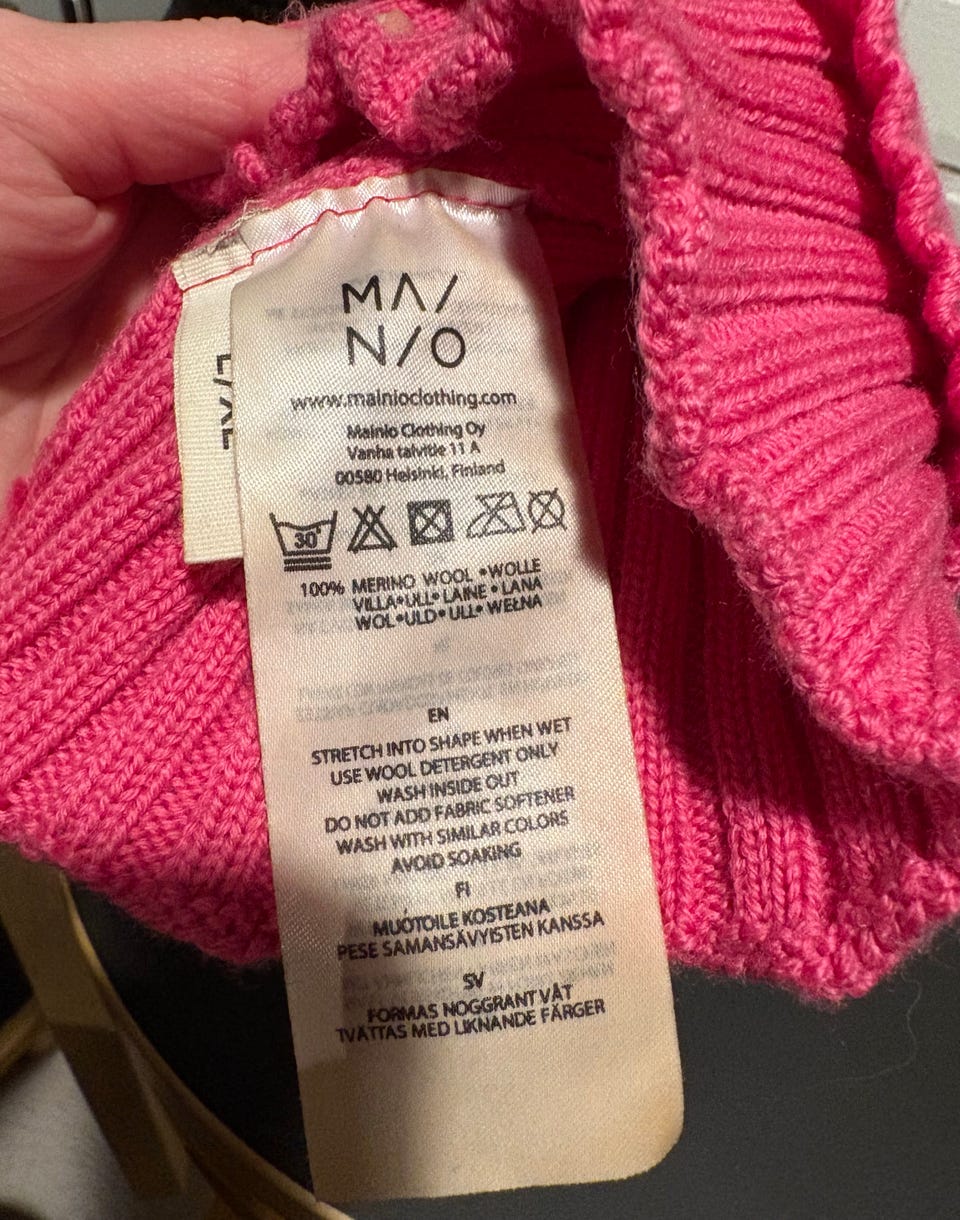 MA/
N/O
www.mainioclothing.com
Mainio Clothing Oy
Vanha talvitie 11 A
00580 Helsinki, Finland
30°
100% MERINO WOOL •WOLLE
VILLA•ULL• LAINE • LANA
WOL•ULD• ULL• WEŁNA
EN
STRETCH INTO SHAPE WHEN WET
USE WOOL DETERGENT ONLY
WASH INSIDE OUT
DO NOT ADD FABRIC SOFTENER
WASH WITH SIMILAR COLORS
AVOID SOAKING
FI
MUOTOILE KOSTEANA
PESE SAMANSÄVYISTEN KANSSA
SV
FORMAS NOGGRANT VÅT
TVÄTTAS MED LIKNANDE FÄRGER
L/XL